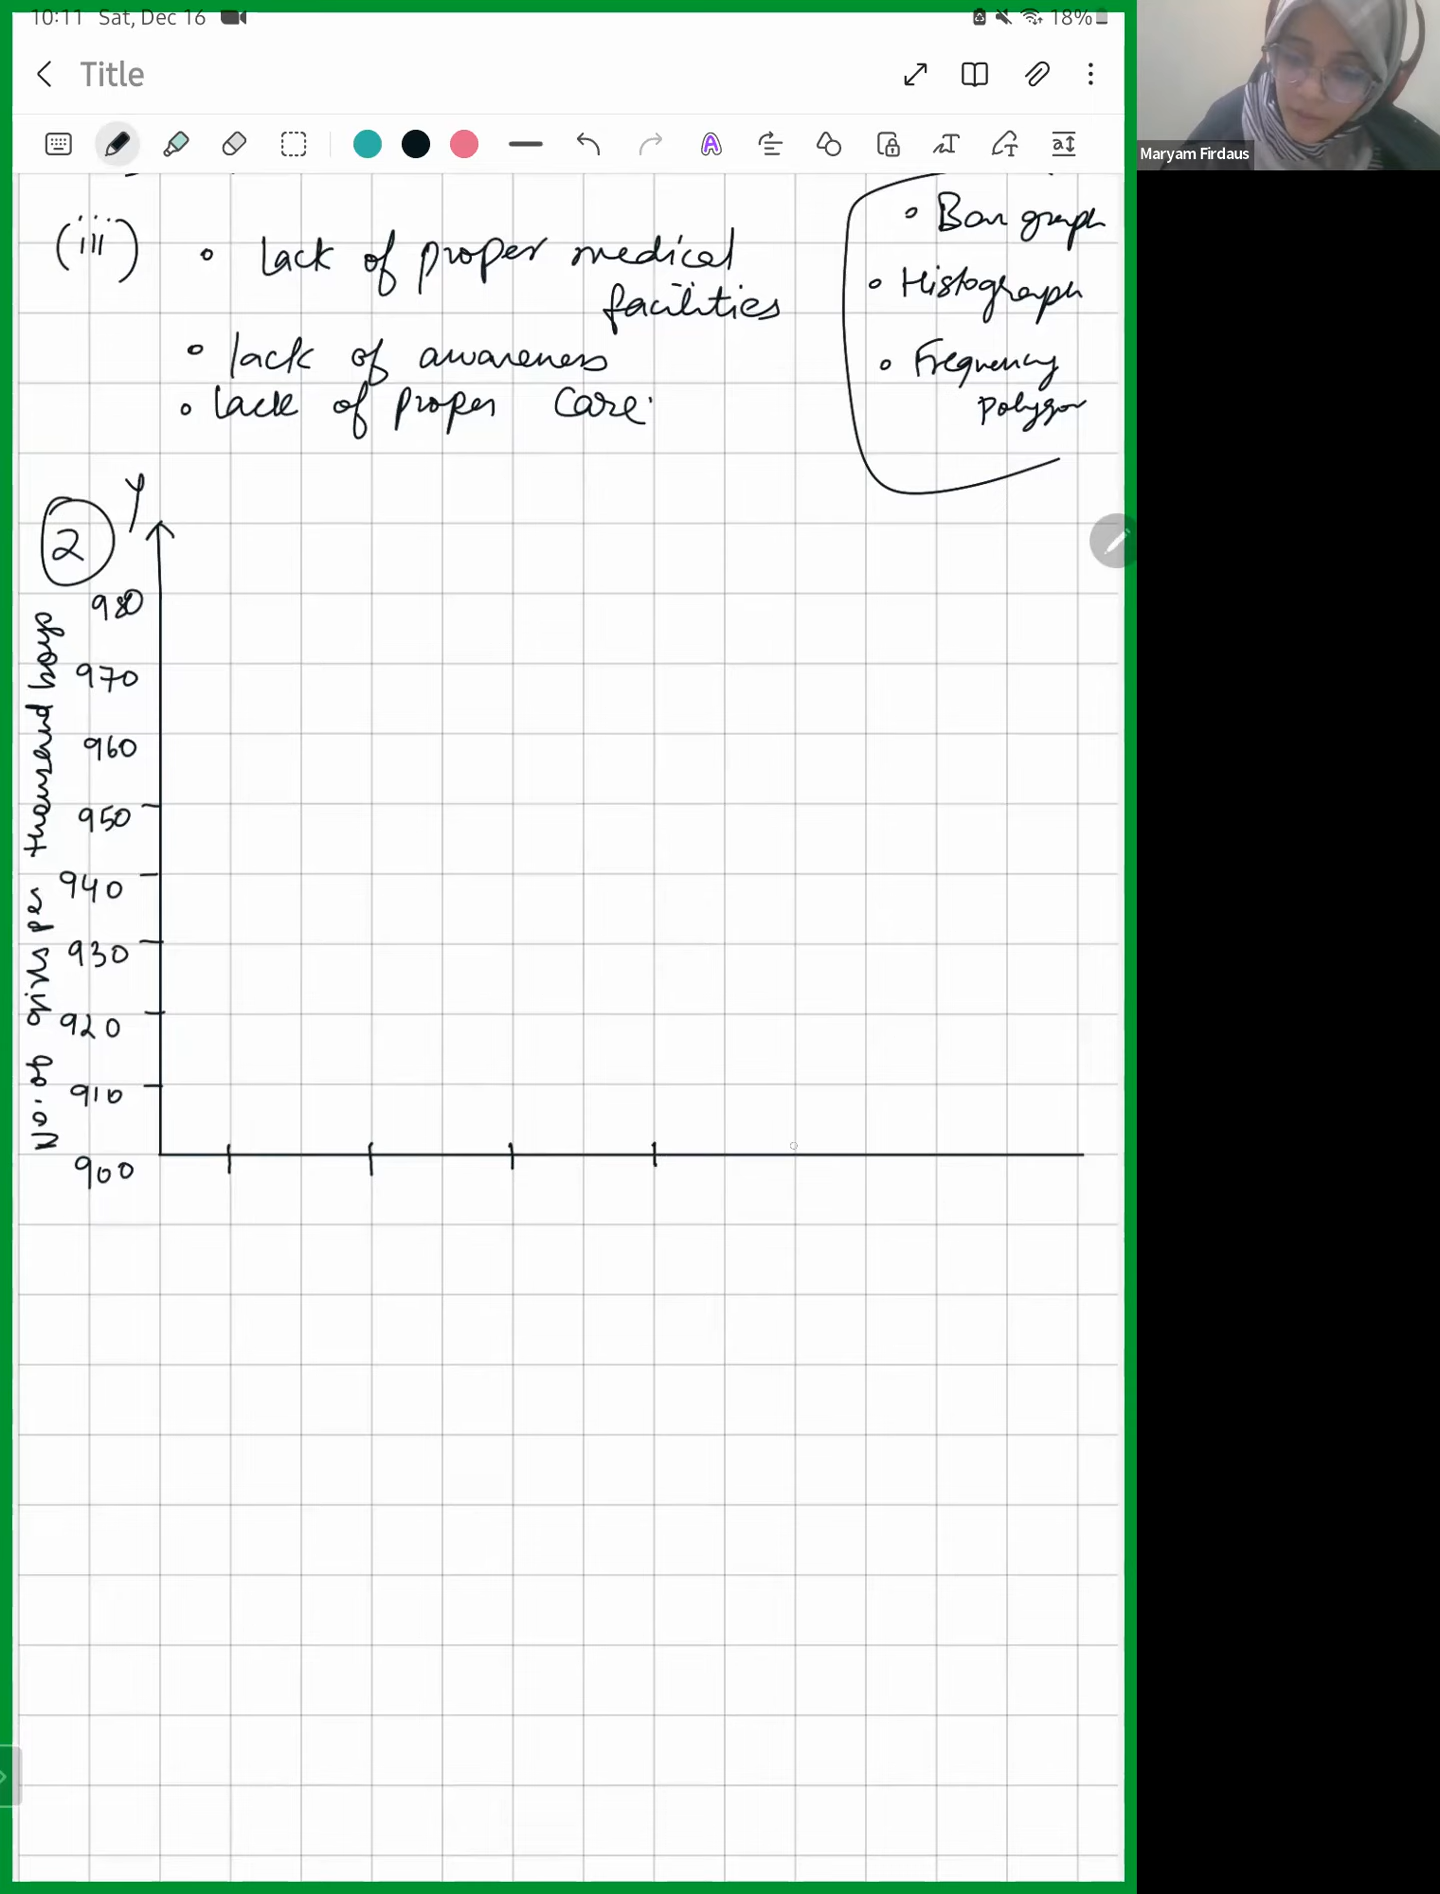 10:11 Sat, Dec 16 18%
Title
Maryam Firdaus
(iii) • Lack of proper medical
facilities
• lack of awareness
• lack of proper care.
• Bar graph
• Histograph
• Frequency
polygon
2 Y
No. of girls per thousand boys
980
970
960
950
940
930
920
910
900